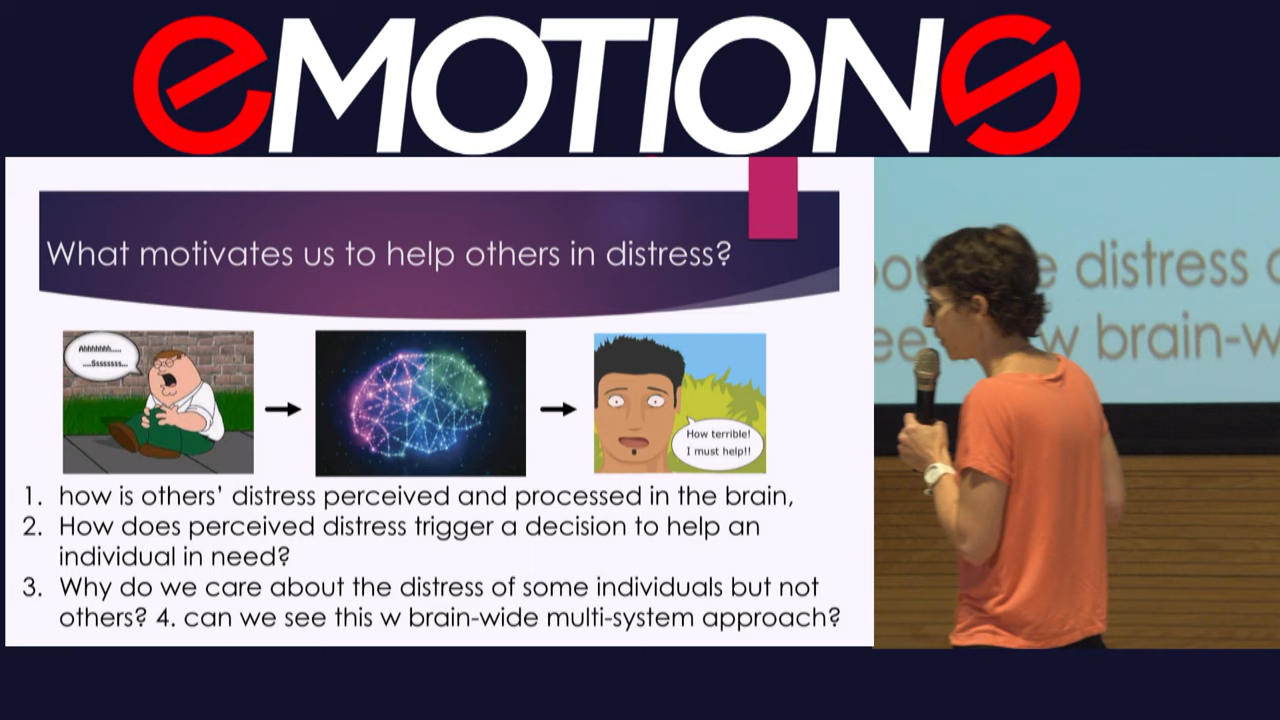 eMOTIONS
What motivates us to help others in distress?
Ahhhhhhh.....
....Sssssss...
How terrible!
I must help!!
1. how is others' distress perceived and processed in the brain,
2. How does perceived distress trigger a decision to help an
individual in need?
3. Why do we care about the distress of some individuals but not
others? 4. can we see this w brain-wide multi-system approach?
distress
w brain-w